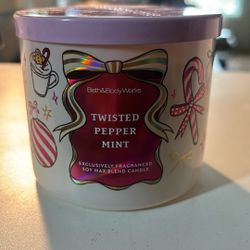 Bath&BodyWorks
TWISTED
PEPPER
MINT
EXCLUSIVELY FRAGRANCED
SOY WAX BLEND CANDLE